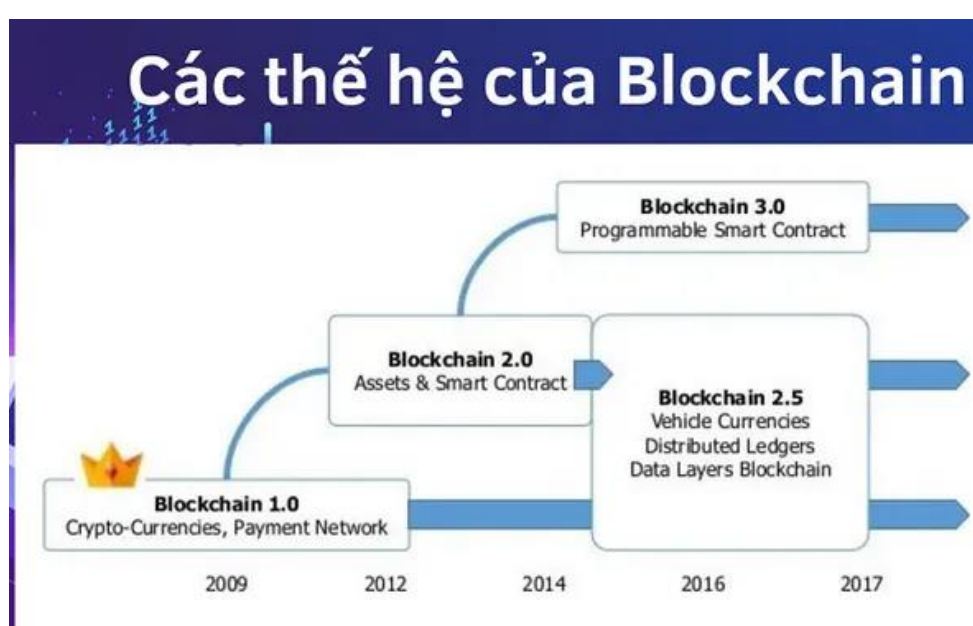 Các thế hệ của Blockchain
Blockchain 3.0
Programmable Smart Contract
Blockchain 2.0
Assets & Smart Contract
Blockchain 2.5
Vehicle Currencies
Distributed Ledgers
Data Layers Blockchain
Blockchain 1.0
Crypto-Currencies, Payment Network
2009 2012 2014 2016 2017